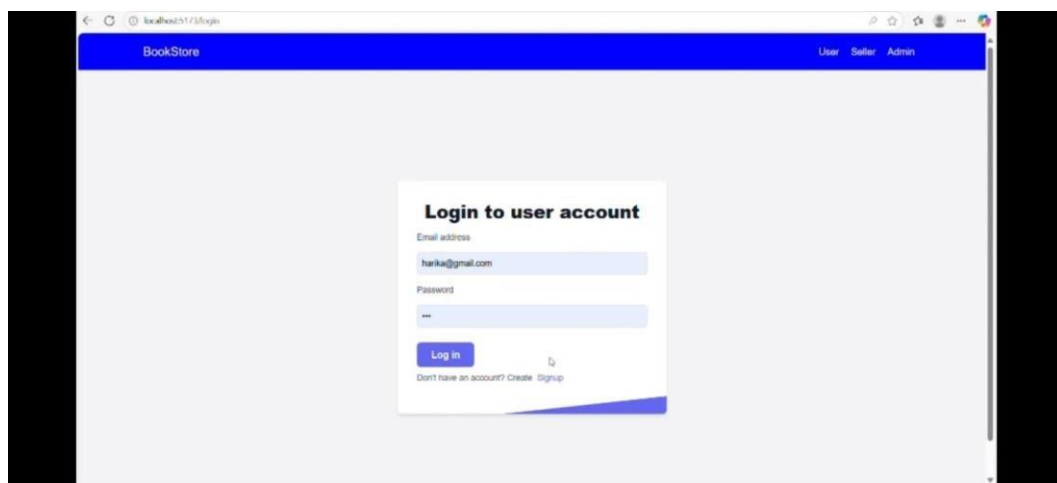 localhost:5173/login
BookStore User Seller Admin
Login to user account
Email address
harika@gmail.com
Password
•••
Log in
Don't have an account? Create Signup